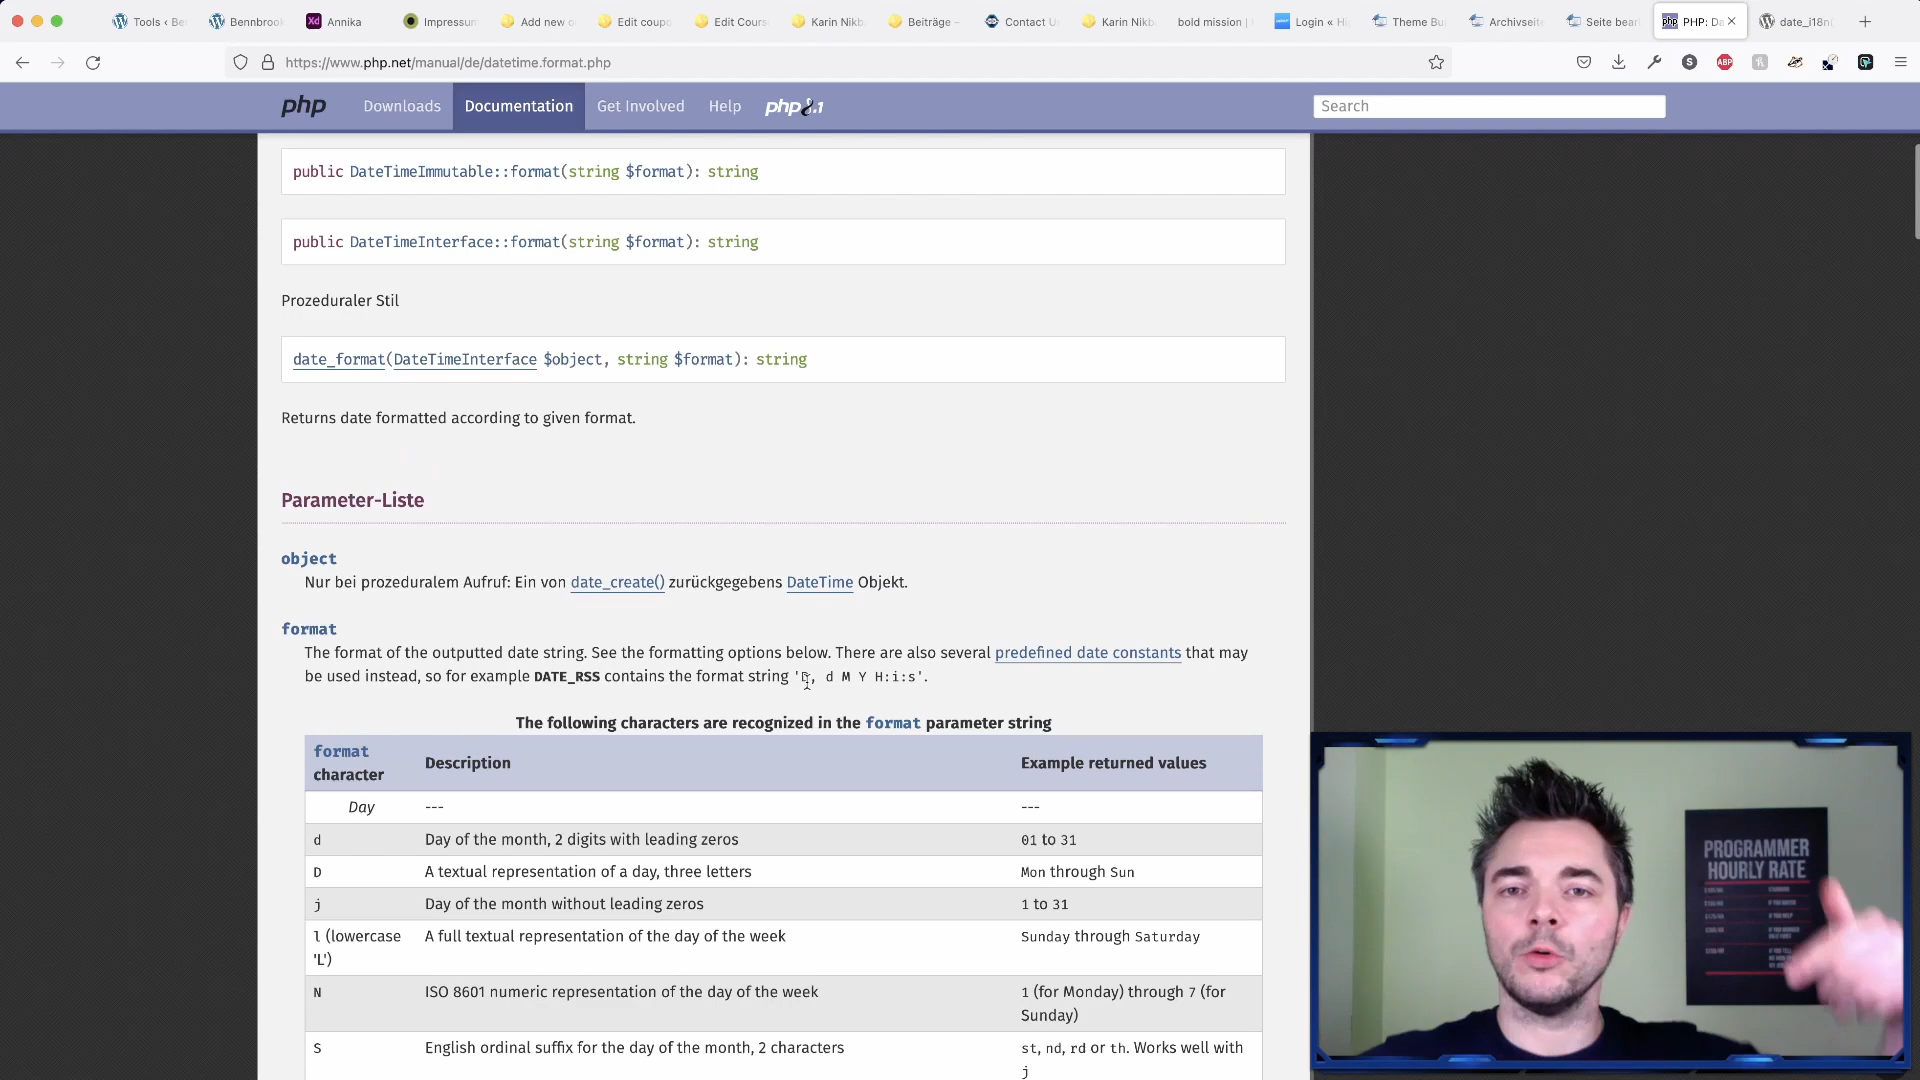 Tools ‹ Be
Bennbrook
Annika
Impressum
Add new
Edit coupo
Edit Cours
Karin Nikb
Beiträge –
Contact U
Karin Nikb
bold mission |
Login « Hi
Theme Bu
Archivseite
Seite bear
PHP: Da
date_i18n(
https://www.php.net/manual/de/datetime.format.php
php Downloads Documentation Get Involved Help php8.1 Search
public DateTimeImmutable::format(string $format): string
public DateTimeInterface::format(string $format): string
Prozeduraler Stil
date_format(DateTimeInterface $object, string $format): string
Returns date formatted according to given format.
Parameter-Liste
object
Nur bei prozeduralem Aufruf: Ein von date_create() zurückgegebens DateTime Objekt.
format
The format of the outputted date string. See the formatting options below. There are also several predefined date constants that may
be used instead, so for example DATE_RSS contains the format string 'D, d M Y H:i:s'.
The following characters are recognized in the format parameter string
format
character Description Example returned values
Day --- ---
d Day of the month, 2 digits with leading zeros 01 to 31
D A textual representation of a day, three letters Mon through Sun
j Day of the month without leading zeros 1 to 31
l (lowercase A full textual representation of the day of the week Sunday through Saturday
'L')
N ISO 8601 numeric representation of the day of the week 1 (for Monday) through 7 (for
Sunday)
S English ordinal suffix for the day of the month, 2 characters st, nd, rd or th. Works well with
j
PROGRAMMER
HOURLY RATE